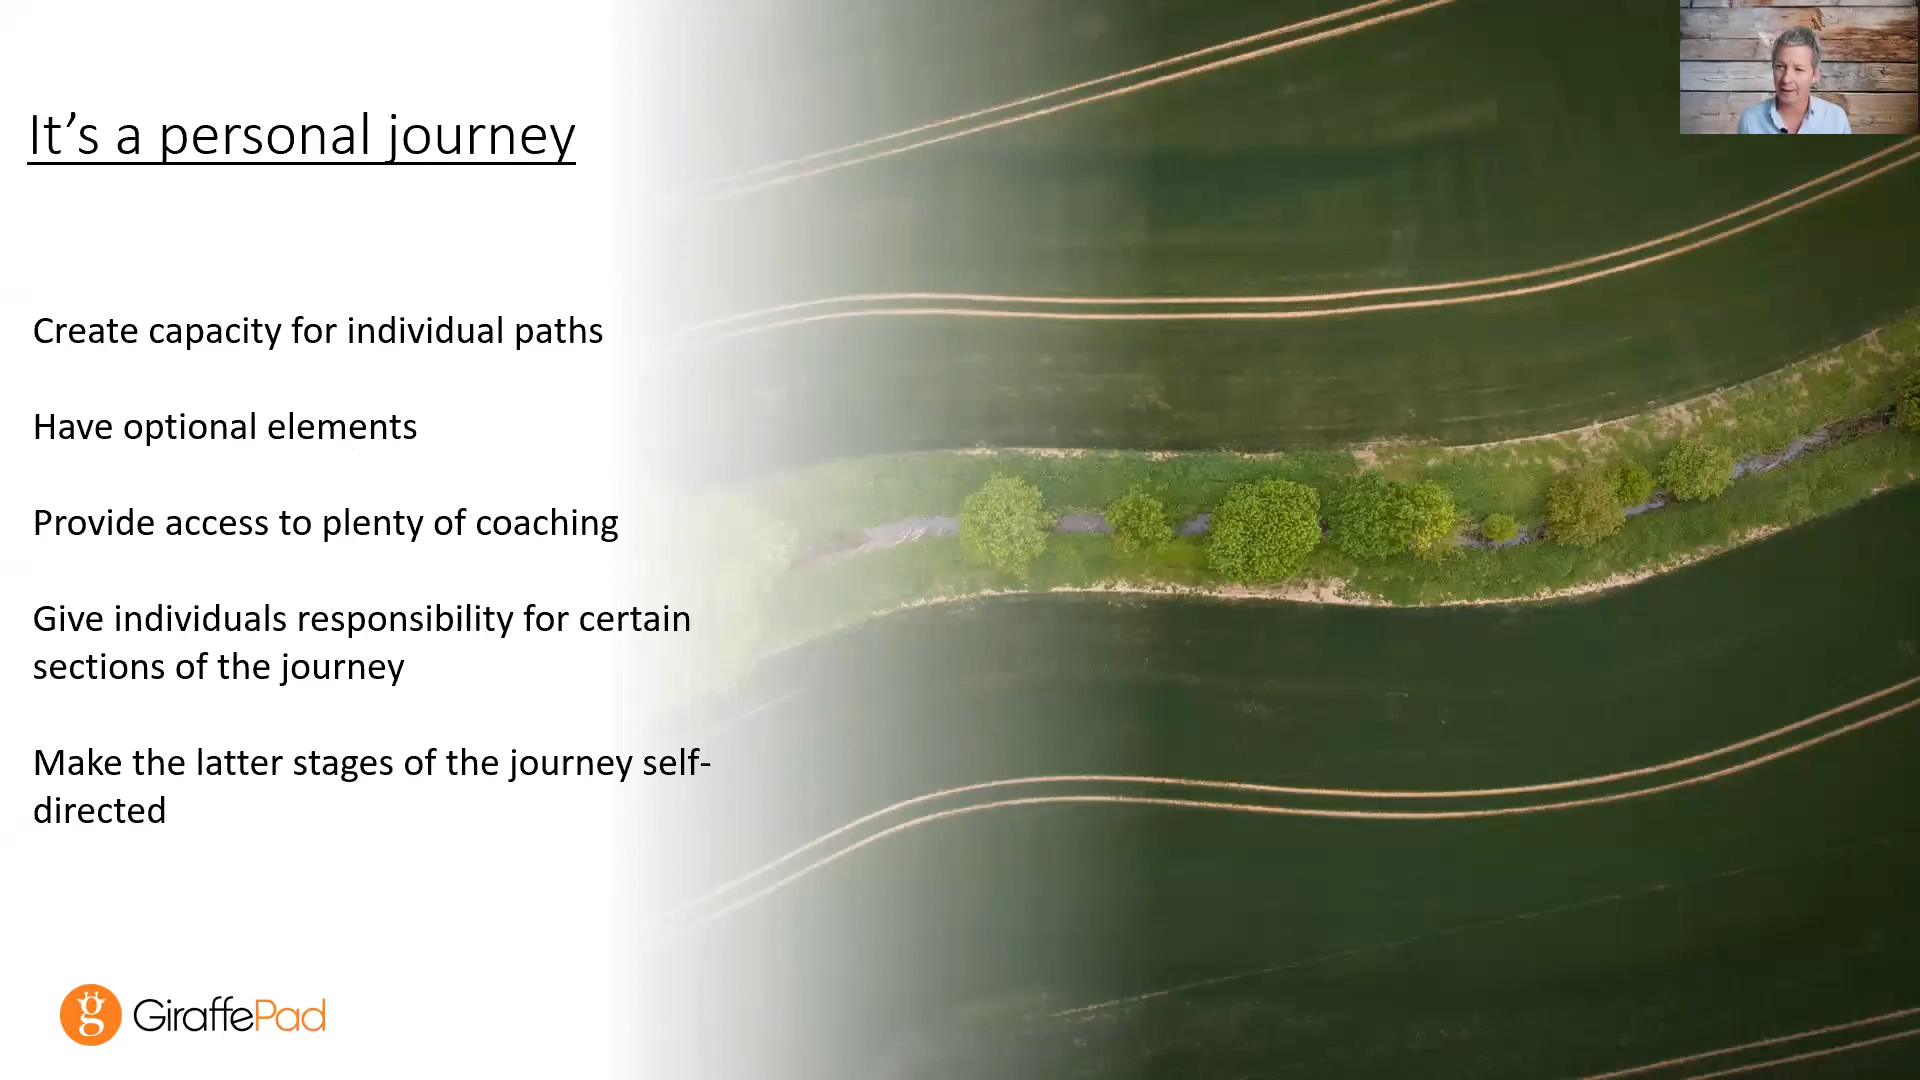 It’s a personal journey
Create capacity for individual paths
Have optional elements
Provide access to plenty of coaching
Give individuals responsibility for certain
sections of the journey
Make the latter stages of the journey self-
directed
g GiraffePad